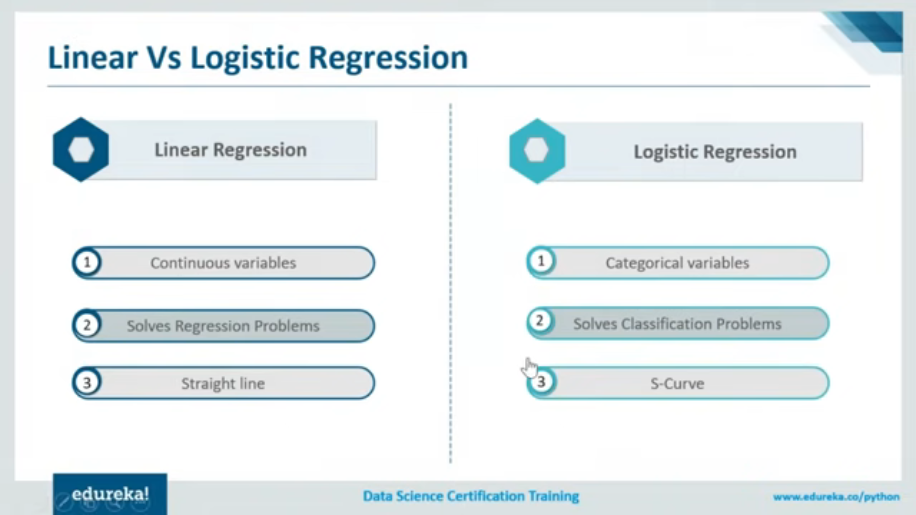 Linear Vs Logistic Regression
Linear Regression
1 Continuous variables
2 Solves Regression Problems
3 Straight line
Logistic Regression
1 Categorical variables
2 Solves Classification Problems
3 S-Curve
edureka!
Data Science Certification Training
www.edureka.co/python